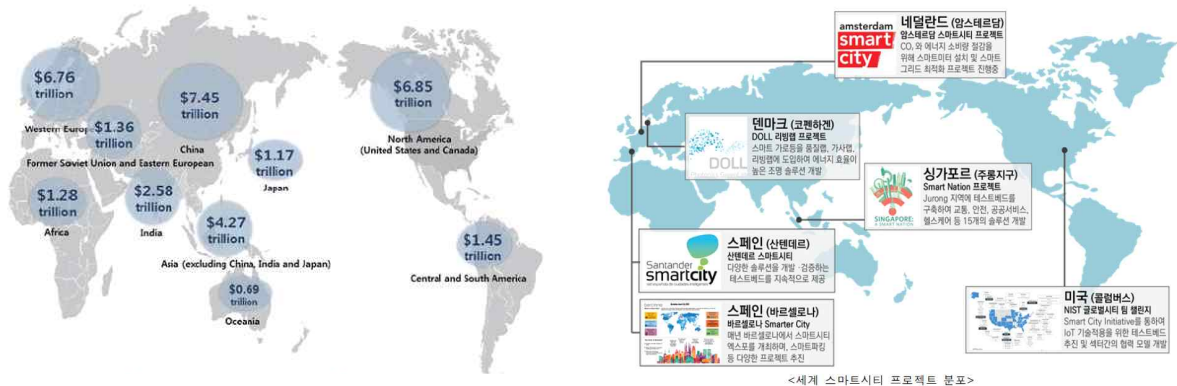 $6.76
trillion
Western Europe
$1.36
trillion
Former Soviet Union and Eastern European
$7.45
trillion
China
$1.17
trillion
Japan
$6.85
trillion
North America
(United States and Canada)
$1.28
trillion
Africa
$2.58
trillion
India
$4.27
trillion
Asia (excluding China, India and Japan)
$0.69
trillion
Oceania
$1.45
trillion
Central and South America
amsterdam
smart
city
네덜란드 (암스테르담)
암스테르담 스마트시티 프로젝트
CO₂ 와 에너지 소비량 절감을
위해 스마트미터 설치 및 스마트
그리드 최적화 프로젝트 진행중
DOLL
덴마크 (코펜하겐)
DOLL 리빙랩 프로젝트
스마트 가로등을 품질랩, 가상랩,
리빙랩에 도입하여 에너지 효율이
높은 조명 솔루션 개발
SINGAPORE:
A SMART NATION
싱가포르 (주롱지구)
Smart Nation 프로젝트
Jurong 지역에 테스트베드를
구축하여 교통, 안전, 공공서비스,
헬스케어 등 15개의 솔루션 개발
Santander
smartcity
스페인 (산텐데르)
산텐데르 스마트시티
다양한 솔루션을 개발·검증하는
테스트베드를 지속적으로 제공
스페인 (바르셀로나)
바르셀로나 Smarter City
매년 바르셀로나에서 스마트시티
엑스포를 개최하며, 스마트파킹
등 다양한 프로젝트 추진
미국 (콜럼버스)
NIST 글로벌시티 팀 챌린지
Smart City Initiative를 통하여
IoT 기술적용을 위한 테스트베드
추진 및 섹터간의 협력 모델 개발
<세계 스마트시티 프로젝트 분포>